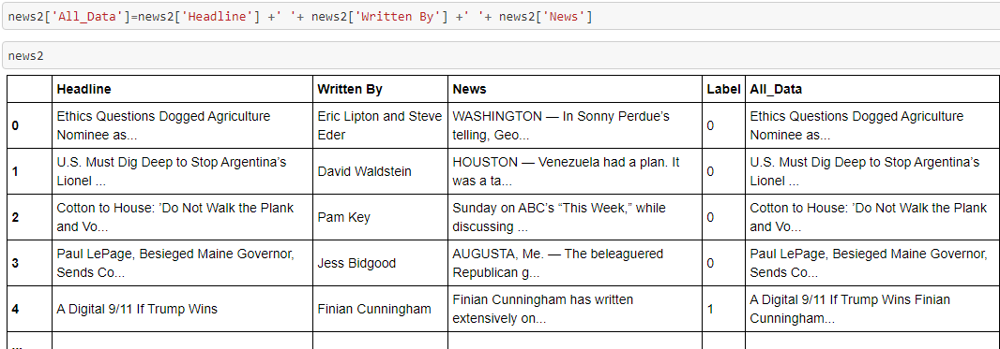 news2['All_Data']=news2['Headline'] +' '+ news2['Written By'] +' '+ news2['News']
news2
Headline Written By News Label All_Data
0 Ethics Questions Dogged Agriculture Nominee as... Eric Lipton and Steve Eder WASHINGTON — In Sonny Perdue’s telling, Geo... 0 Ethics Questions Dogged Agriculture Nominee as...
1 U.S. Must Dig Deep to Stop Argentina’s Lionel ... David Waldstein HOUSTON — Venezuela had a plan. It was a ta... 0 U.S. Must Dig Deep to Stop Argentina’s Lionel ...
2 Cotton to House: ’Do Not Walk the Plank and Vo... Pam Key Sunday on ABC’s “This Week,” while discussing ... 0 Cotton to House: ’Do Not Walk the Plank and Vo...
3 Paul LePage, Besieged Maine Governor, Sends Co... Jess Bidgood AUGUSTA, Me. — The beleaguered Republican g... 0 Paul LePage, Besieged Maine Governor, Sends Co...
4 A Digital 9/11 If Trump Wins Finian Cunningham Finian Cunningham has written extensively on... 1 A Digital 9/11 If Trump Wins Finian Cunningham...
...